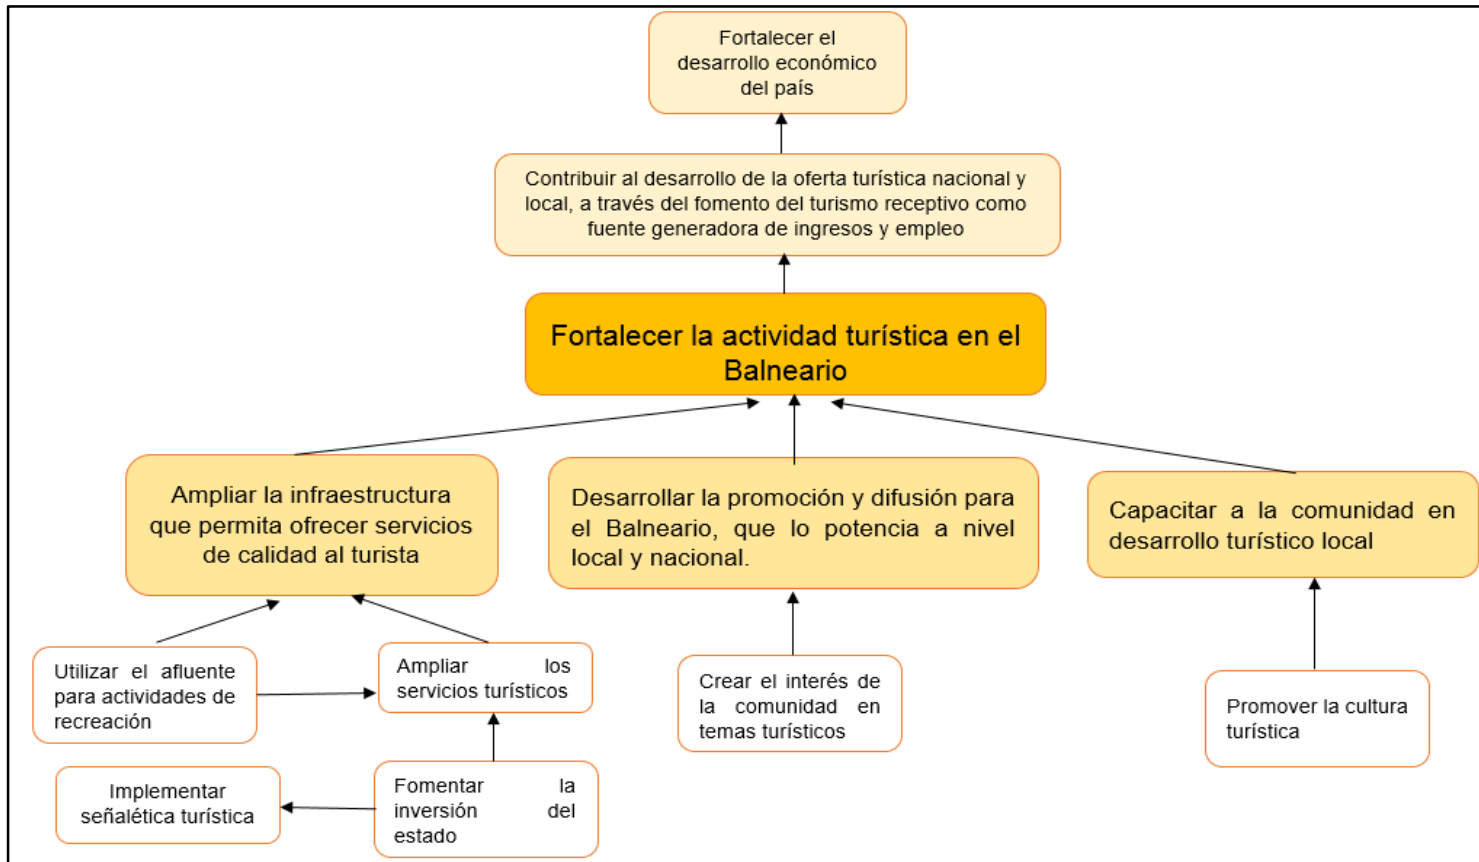 Fortalecer el
desarrollo económico
del país
Contribuir al desarrollo de la oferta turística nacional y
local, a través del fomento del turismo receptivo como
fuente generadora de ingresos y empleo
Fortalecer la actividad turística en el
Balneario
Ampliar la infraestructura
que permita ofrecer servicios
de calidad al turista
Desarrollar la promoción y difusión para
el Balneario, que lo potencia a nivel
local y nacional.
Capacitar a la comunidad en
desarrollo turístico local
Utilizar el afluente
para actividades de
recreación
Ampliar los
servicios turísticos
Crear el interés de
la comunidad en
temas turísticos
Promover la cultura
turística
Implementar
señalética turística
Fomentar la
inversión del
estado